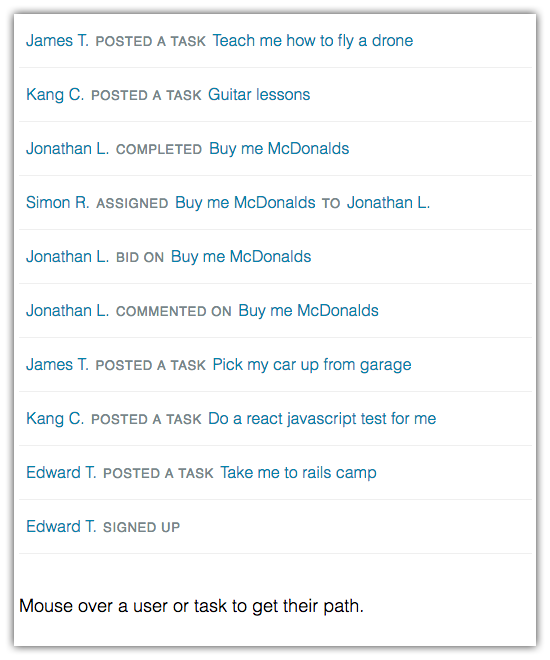 James T. POSTED A TASK Teach me how to fly a drone
Kang C. POSTED A TASK Guitar lessons
Jonathan L. COMPLETED Buy me McDonalds
Simon R. ASSIGNED Buy me McDonalds TO Jonathan L.
Jonathan L. BID ON Buy me McDonalds
Jonathan L. COMMENTED ON Buy me McDonalds
James T. POSTED A TASK Pick my car up from garage
Kang C. POSTED A TASK Do a react javascript test for me
Edward T. POSTED A TASK Take me to rails camp
Edward T. SIGNED UP
Mouse over a user or task to get their path.